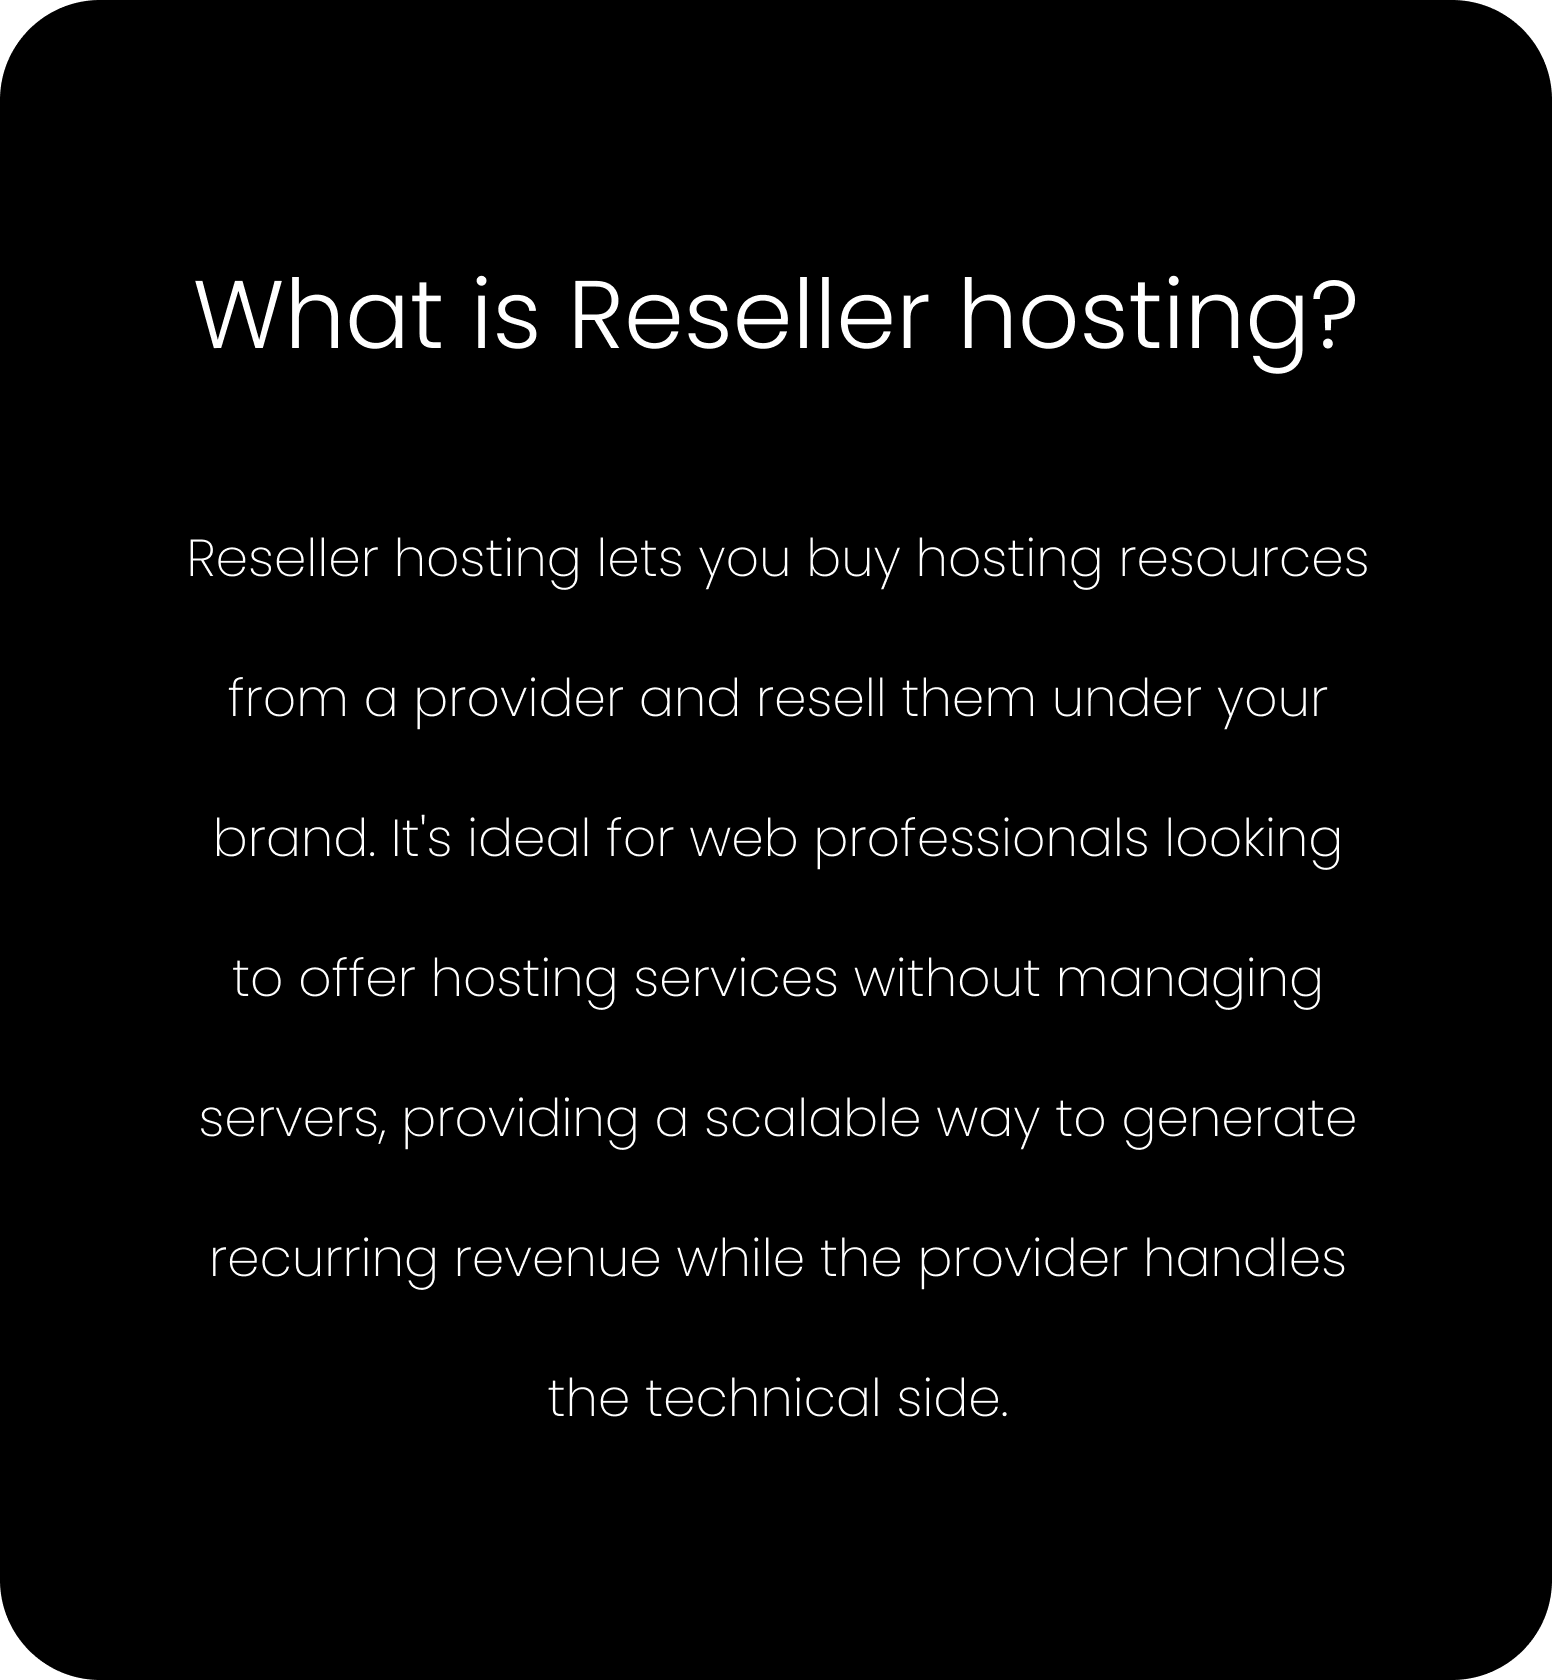 What is Reseller hosting?
Reseller hosting lets you buy hosting resources
from a provider and resell them under your
brand. It's ideal for web professionals looking
to offer hosting services without managing
servers, providing a scalable way to generate
recurring revenue while the provider handles
the technical side.